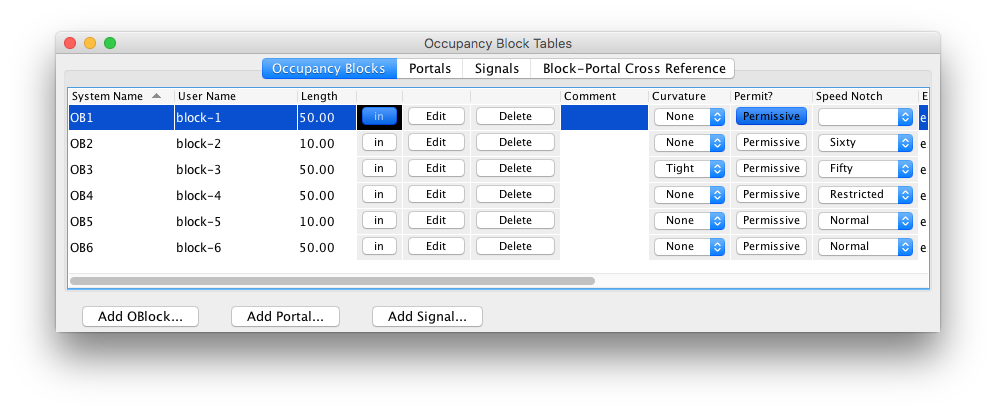 Occupancy Block Tables
Occupancy Blocks Portals Signals Block-Portal Cross Reference
System Name User Name Length Comment Curvature Permit? Speed Notch E
OB1 block-1 50.00 in Edit Delete None Permissive e
OB2 block-2 10.00 in Edit Delete None Permissive Sixty e
OB3 block-3 50.00 in Edit Delete Tight Permissive Fifty e
OB4 block-4 50.00 in Edit Delete None Permissive Restricted e
OB5 block-5 10.00 in Edit Delete None Permissive Normal e
OB6 block-6 50.00 in Edit Delete None Permissive Normal e
Add OBlock... Add Portal... Add Signal...